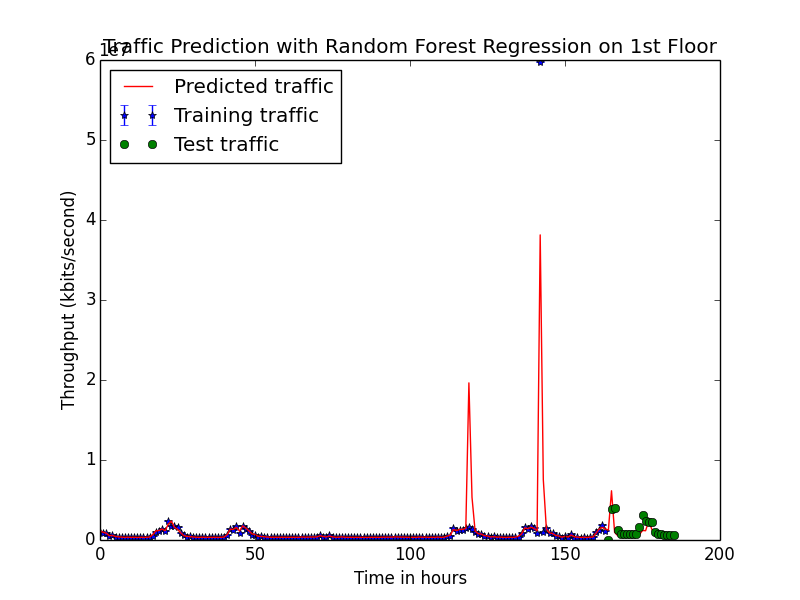 Traffic Prediction with Random Forest Regression on 1st Floor
1e7
Predicted traffic
Training traffic
Test traffic
6
5
4
3
2
1
0
Throughput (kbits/second)
0 50 100 150 200
Time in hours